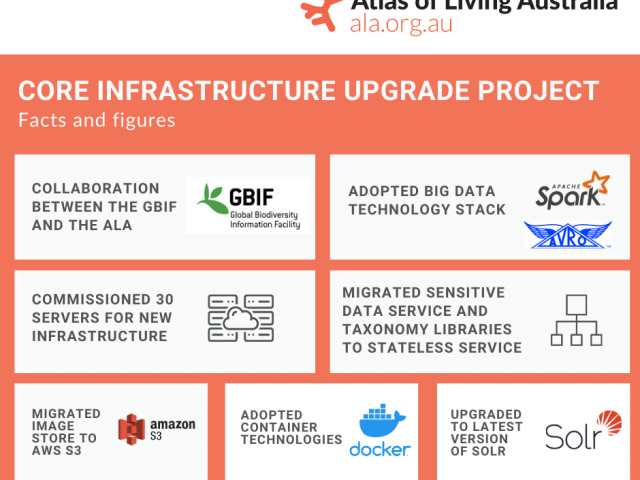 Atlas of Living Australia
ala.org.au
CORE INFRASTRUCTURE UPGRADE PROJECT
Facts and figures
COLLABORATION
BETWEEN THE GBIF
AND THE ALA
GBIF
Global Biodiversity
Information Facility
ADOPTED BIG DATA
TECHNOLOGY STACK
APACHE
Spark™
AVRO™
COMMISSIONED 30
SERVERS FOR NEW
INFRASTRUCTURE
MIGRATED SENSITIVE
DATA SERVICE AND
TAXONOMY LIBRARIES
TO STATELESS SERVICE
MIGRATED
IMAGE
STORE TO
AWS S3
amazon
S3
ADOPTED
CONTAINER
TECHNOLOGIES
docker
UPGRADED
TO LATEST
VERSION
OF SOLR
Solr